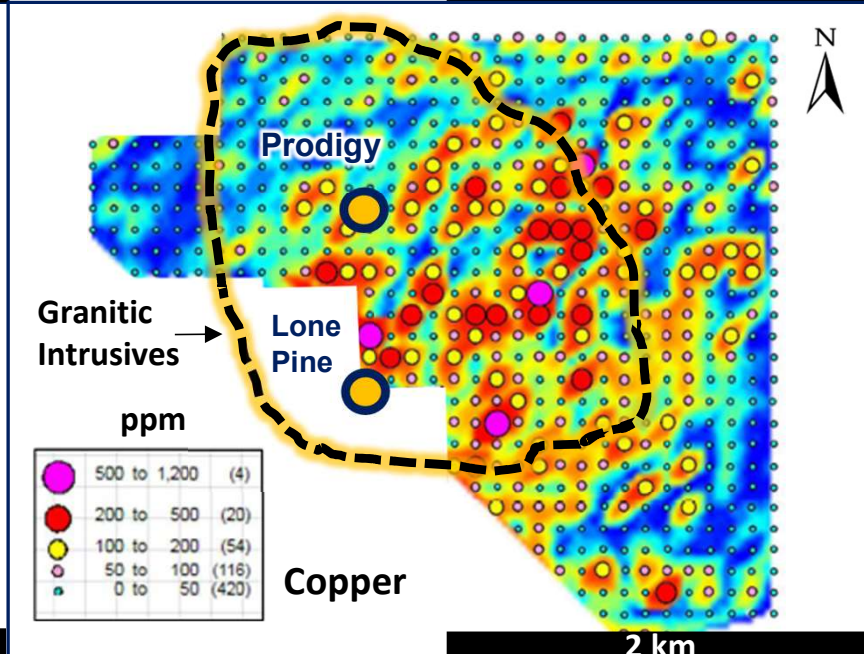 N
Prodigy
Granitic
Intrusives
Lone
Pine
ppm
500 to 1,200 (4)
200 to 500 (20)
100 to 200 (54)
50 to 100 (116)
0 to 50 (420)
Copper
2 km